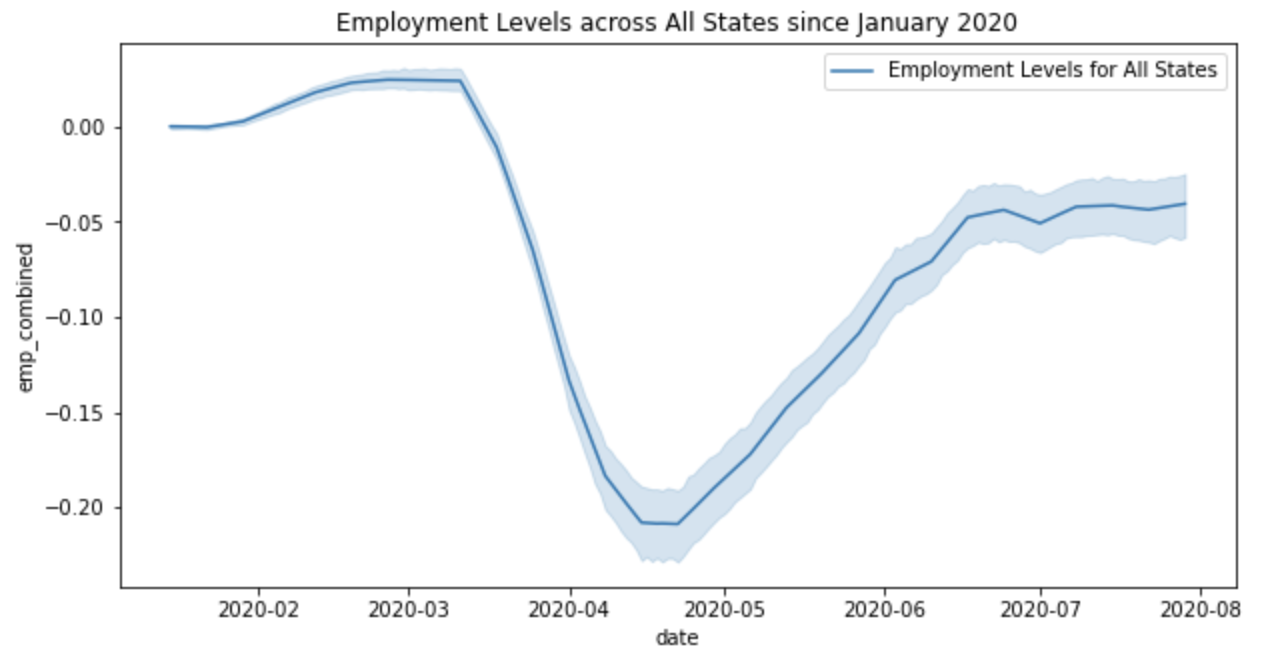 Employment Levels across All States since January 2020
Employment Levels for All States
0.00
−0.05
−0.10
−0.15
−0.20
emp_combined
2020-02 2020-03 2020-04 2020-05 2020-06 2020-07 2020-08
date